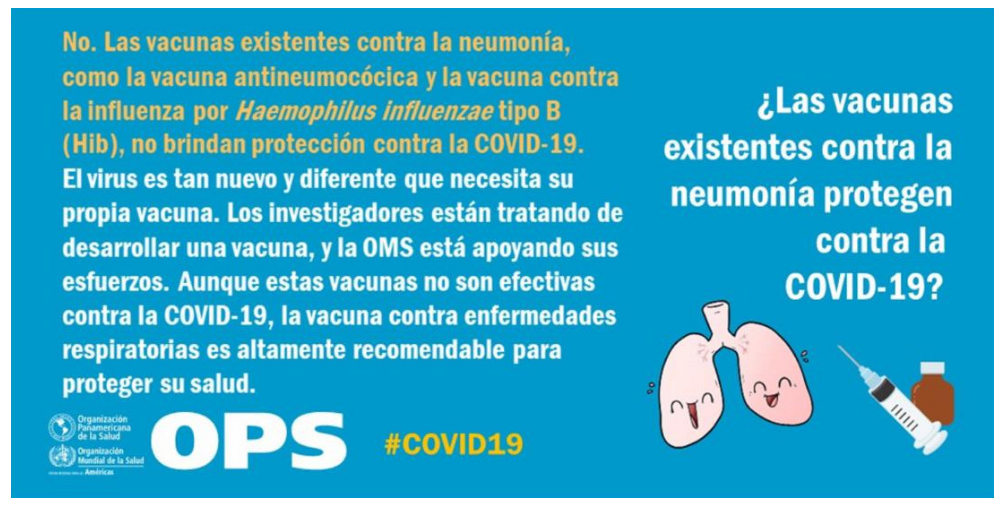 No. Las vacunas existentes contra la neumonía,
como la vacuna antineumocócica y la vacuna contra
la influenza por Haemophilus influenzae tipo B
(Hib), no brindan protección contra la COVID-19.
El virus es tan nuevo y diferente que necesita su
propia vacuna. Los investigadores están tratando de
desarrollar una vacuna, y la OMS está apoyando sus
esfuerzos. Aunque estas vacunas no son efectivas
contra la COVID-19, la vacuna contra enfermedades
respiratorias es altamente recomendable para
proteger su salud.
¿Las vacunas
existentes contra la
neumonía protegen
contra la
COVID-19?
Organización
Panamericana
de la Salud
Organización
Mundial de la Salud
Américas
OPS
#COVID19